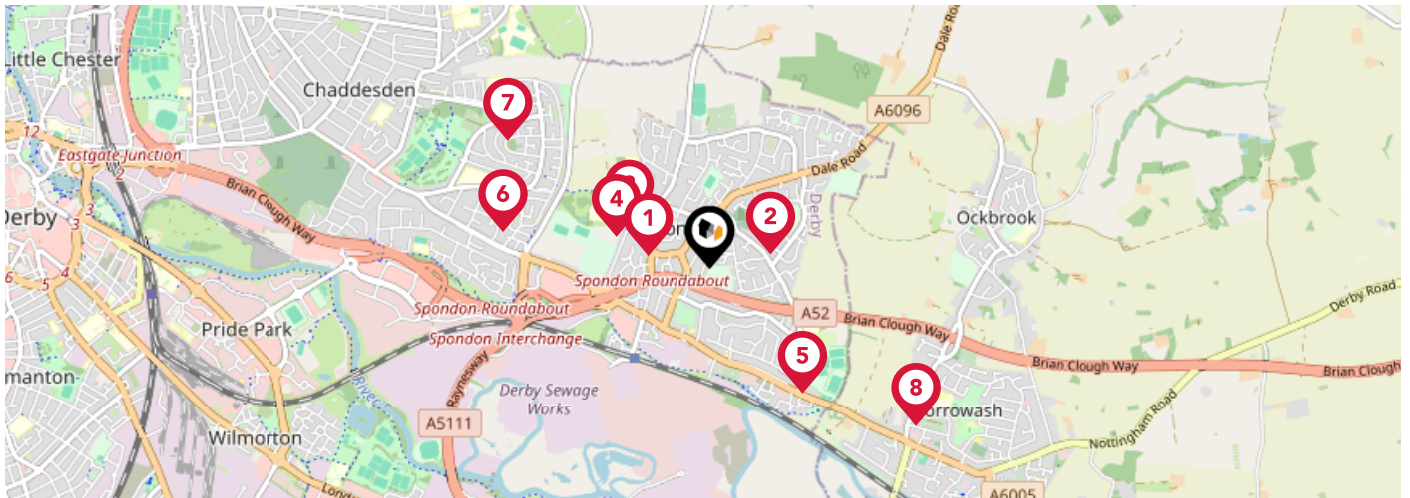 Little Chester
Chaddesden
Dale
7
A6096
12
Eastgate Junction
2
Brian Clough Way
Dale Road
6
4
1
2
Derby
Ockbrook
Derby
3
3
4
5
6
Spondon Roundabout
Spondon Roundabout
Spondon Interchange
A52
Brian Clough Way
Brian Clough Way
Brian Clough
Derby Road
Pride Park
5
8
River
Raynesway
Derby Sewage
Works
A5111
Wilmorton
Nottingham Road
A6005